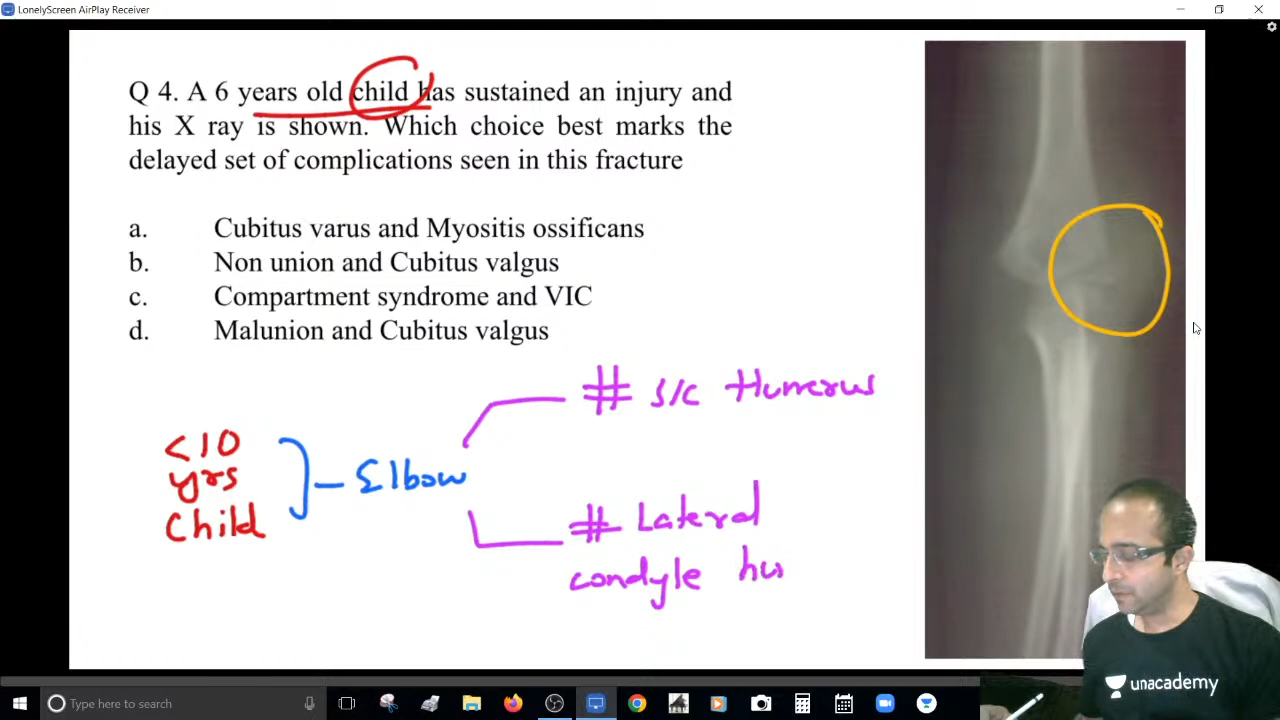 LonelyScreen AirPlay Receiver
Q 4. A 6 years old child has sustained an injury and
his X ray is shown. Which choice best marks the
delayed set of complications seen in this fracture
a. Cubitus varus and Myositis ossificans
b. Non union and Cubitus valgus
c. Compartment syndrome and VIC
d. Malunion and Cubitus valgus
# s/c Humerus
<10
yrs
Child
Elbow
# Lateral
condyle hu
unacademy
Type here to search